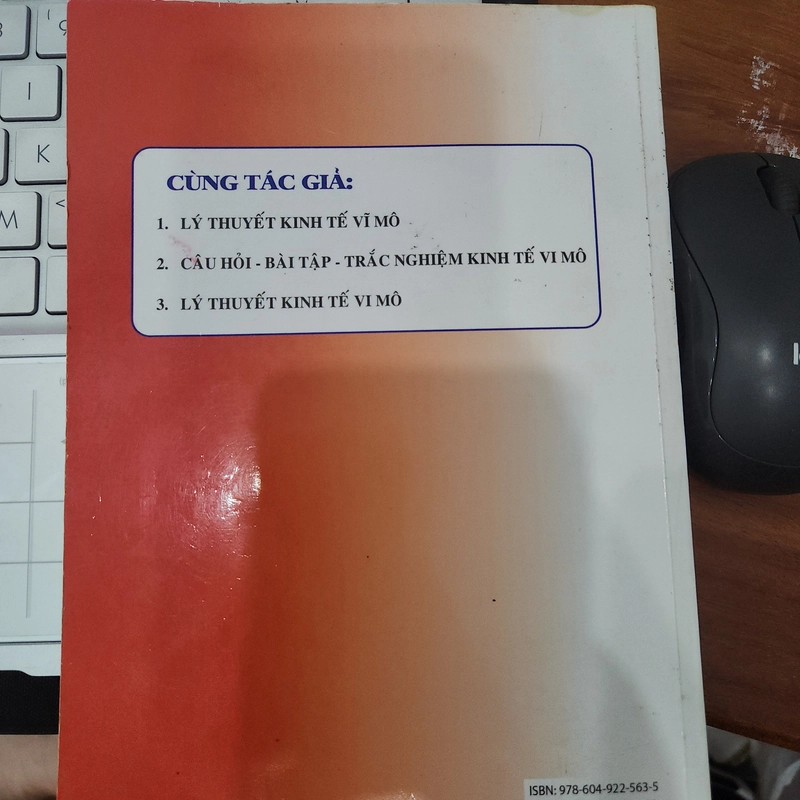 CÙNG TÁC GIẢ:
1. LÝ THUYẾT KINH TẾ VĨ MÔ
2. CÂU HỎI - BÀI TẬP - TRẮC NGHIỆM KINH TẾ VI MÔ
3. LÝ THUYẾT KINH TẾ VI MÔ
I
K
M
<
ISBN: 978-604-922-563-5